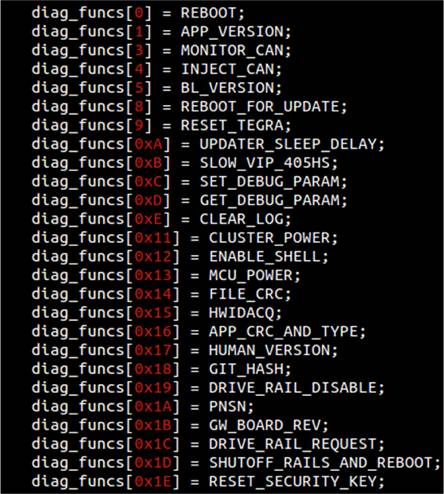 diag_funcs[0] = REBOOT;
diag_funcs[1] = APP_VERSION;
diag_funcs[3] = MONITOR_CAN;
diag_funcs[4] = INJECT_CAN;
diag_funcs[5] = BL_VERSION;
diag_funcs[8] = REBOOT_FOR_UPDATE;
diag_funcs[9] = RESET_TEGRA;
diag_funcs[0xA] = UPDATER_SLEEP_DELAY;
diag_funcs[0xB] = SLOW_VIP_405HS;
diag_funcs[0xC] = SET_DEBUG_PARAM;
diag_funcs[0xD] = GET_DEBUG_PARAM;
diag_funcs[0xE] = CLEAR_LOG;
diag_funcs[0x11] = CLUSTER_POWER;
diag_funcs[0x12] = ENABLE_SHELL;
diag_funcs[0x13] = MCU_POWER;
diag_funcs[0x14] = FILE_CRC;
diag_funcs[0x15] = HWIDACQ;
diag_funcs[0x16] = APP_CRC_AND_TYPE;
diag_funcs[0x17] = HUMAN_VERSION;
diag_funcs[0x18] = GIT_HASH;
diag_funcs[0x19] = DRIVE_RAIL_DISABLE;
diag_funcs[0x1A] = PNSN;
diag_funcs[0x1B] = GW_BOARD_REV;
diag_funcs[0x1C] = DRIVE_RAIL_REQUEST;
diag_funcs[0x1D] = SHUTOFF_RAILS_AND_REBOOT;
diag_funcs[0x1E] = RESET_SECURITY_KEY;